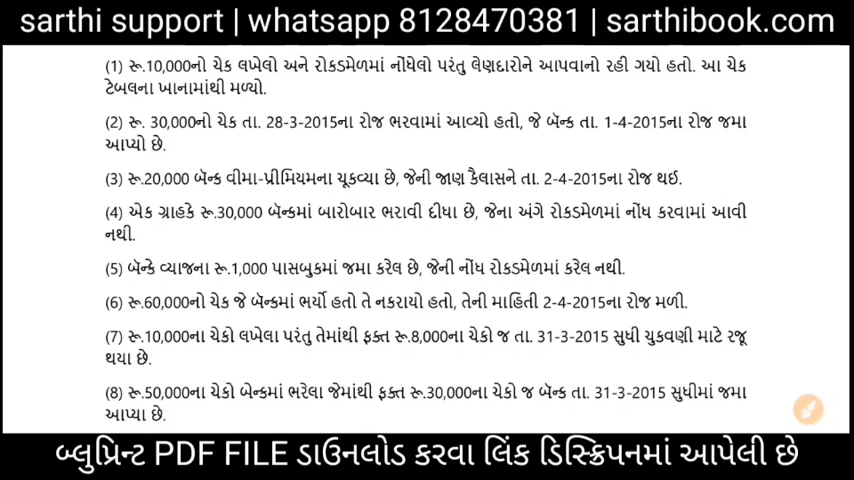 sarthi support | whatsapp 8128470381 | sarthibook.com
(1) રૂ.10,000નો ચેક લખેલો અને રોકડમેળમાં નોંધેલો પરંતુ લેણદારોને આપવાનો રહી ગયો હતો. આ ચેક
ટેબલના ખાનામાંથી મળ્યો.
(2) રૂ. 30,000નો ચેક તા. 28-3-2015ના રોજ ભરવામાં આવ્યો હતો, જે બૅન્ક તા. 1-4-2015ના રોજ જમા
આપ્યો છે.
(3) રૂ.20,000 બૅન્ક વીમા-પ્રીમિયમના ચૂકવ્યા છે, જેની જાણ કૈલાસને તા. 2-4-2015ના રોજ થઈ.
(4) એક ગ્રાહકે રૂ.30,000 બૅન્કમાં બારોબાર ભરાવી દીધા છે, જેના અંગે રોકડમેળમાં નોંધ કરવામાં આવી
નથી.
(5) બૅન્કે વ્યાજના રૂ.1,000 પાસબુકમાં જમા કરેલ છે, જેની નોંધ રોકડમેળમાં કરેલ નથી.
(6) રૂ.60,000નો ચેક જે બૅન્કમાં ભર્યો હતો તે નકરાયો હતો, તેની માહિતી 2-4-2015ના રોજ મળી.
(7) રૂ.10,000ના ચેકો લખેલા પરંતુ તેમાંથી ફક્ત રૂ.8,000ના ચેકો જ તા. 31-3-2015 સુધી ચુકવણી માટે રજૂ
થયા છે.
(8) રૂ.50,000ના ચેકો બેન્કમાં ભરેલા જેમાંથી ફક્ત રૂ.30,000ના ચેકો જ બૅન્ક તા. 31-3-2015 સુધીમાં જમા
આપ્યા છે.
બ્લુપ્રિન્ટ PDF FILE ડાઉનલોડ કરવા લિંક ડિસ્ક્રિપનમાં આપેલી છે